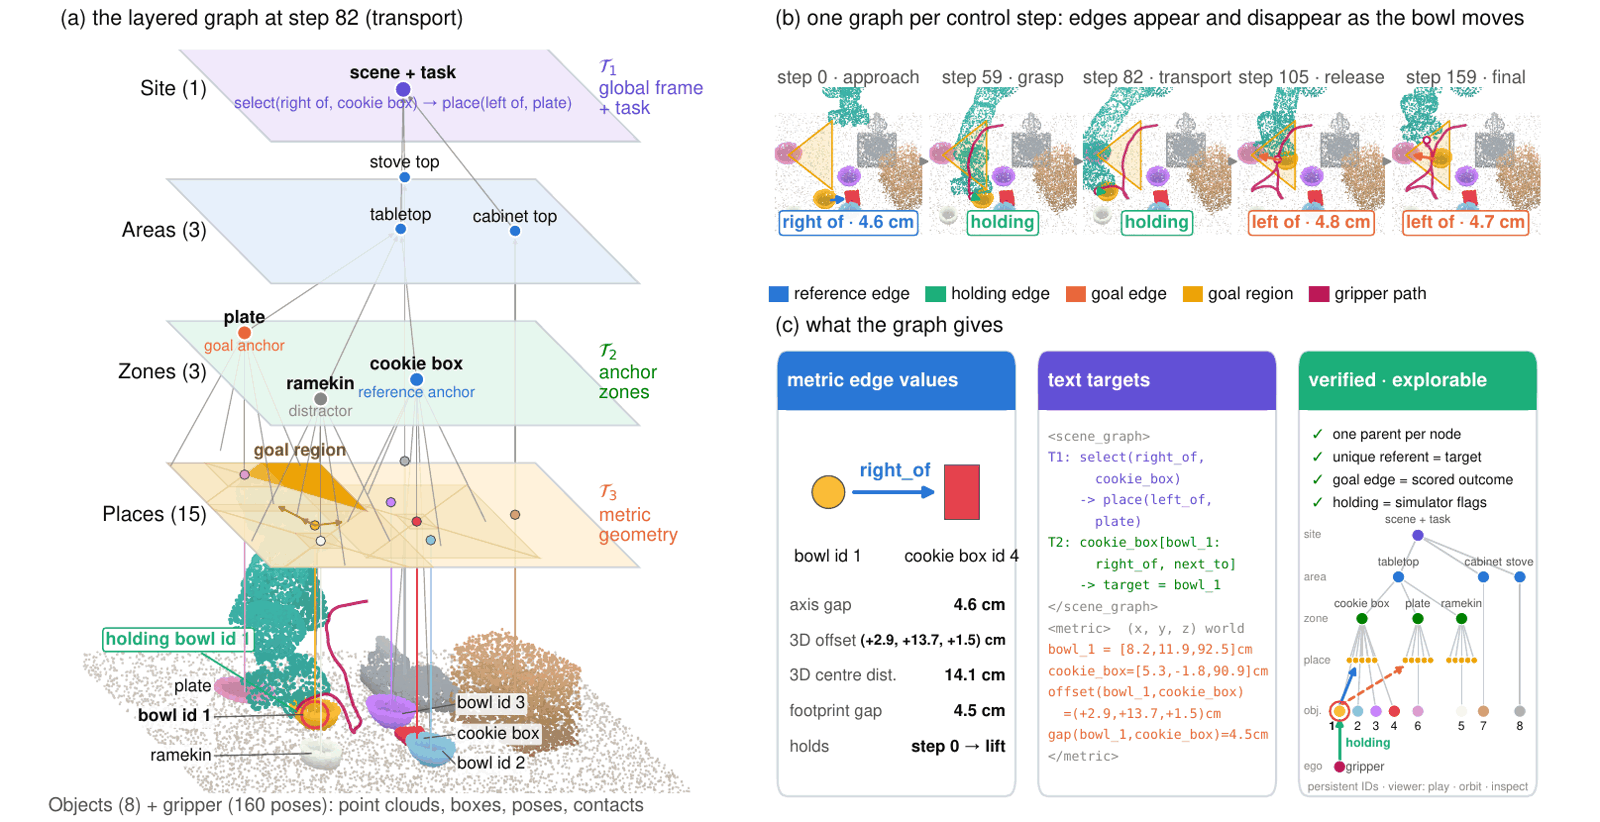 (a) the layered graph at step 82 (transport)
Site (1)
scene + task
select(right of, cookie box) → place(left of, plate)
𝒯1
global frame
+ task
stove top
Areas (3)
tabletop
cabinet top
Zones (3)
plate
goal anchor
ramekin
distractor
cookie box
reference anchor
𝒯2
anchor
zones
goal region
Places (15)
𝒯3
metric
geometry
holding bowl id 1
plate
bowl id 1
ramekin
bowl id 3
cookie box
bowl id 2
Objects (8) + gripper (160 poses): point clouds, boxes, poses, contacts
(b) one graph per control step: edges appear and disappear as the bowl moves
step 0 · approach
step 59 · grasp
step 82 · transport
step 105 · release
step 159 · final
right of · 4.6 cm
holding
holding
left of · 4.8 cm
left of · 4.7 cm
reference edge
holding edge
goal edge
goal region
gripper path
(c) what the graph gives
metric edge values
right_of
bowl id 1
cookie box id 4
axis gap 4.6 cm
3D offset (+2.9, +13.7, +1.5) cm
3D centre dist. 14.1 cm
footprint gap 4.5 cm
holds step 0 → lift
text targets
<scene_graph>
T1: select(right_of,
cookie_box)
-> place(left_of,
plate)
T2: cookie_box[bowl_1:
right_of, next_to]
-> target = bowl_1
</scene_graph>
<metric> (x, y, z) world
bowl_1 = [8.2,11.9,92.5]cm
cookie_box=[5.3,-1.8,90.9]cm
offset(bowl_1,cookie_box)
=(+2.9,+13.7,+1.5)cm
gap(bowl_1,cookie_box)=4.5cm
</metric>
verified · explorable
✓ one parent per node
✓ unique referent = target
✓ goal edge = scored outcome
✓ holding = simulator flags
scene + task
site
tabletop
cabinet stove
area
cookie box
plate
ramekin
zone
place
obj.
1 2 3 4 6 5 7 8
holding
ego
gripper
persistent IDs · viewer: play · orbit · inspect